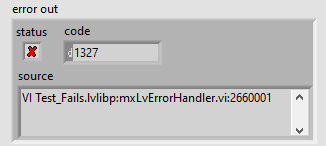 error out
status
code
d 1327
source
VI Test_Fails.lvlibp:mxLvErrorHandler.vi:2660001